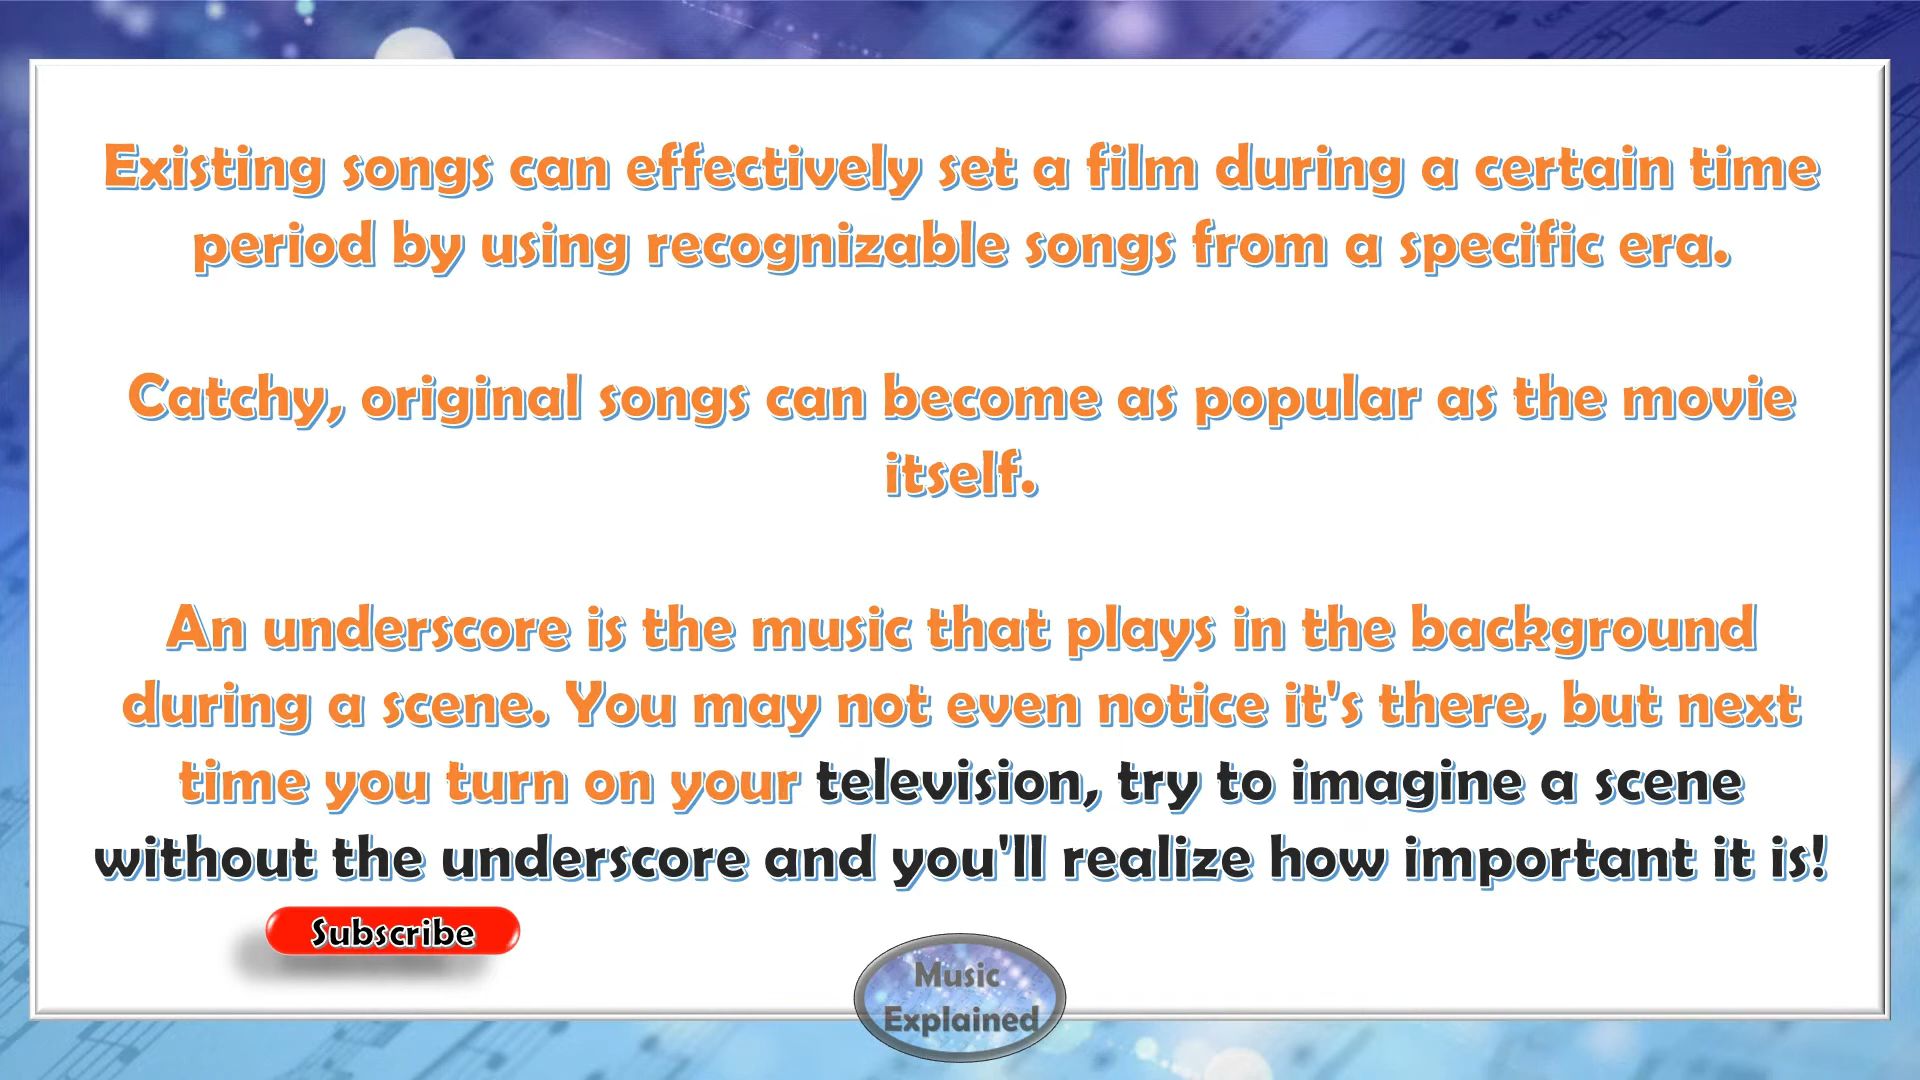 Existing songs can effectively set a film during a certain time
period by using recognizable songs from a specific era.
Catchy, original songs can become as popular as the movie
itself.
An underscore is the music that plays in the background
during a scene. You may not even notice it's there, but next
time you turn on your television, try to imagine a scene
without the underscore and you'll realize how important it is!
Subscribe
Music
Explained